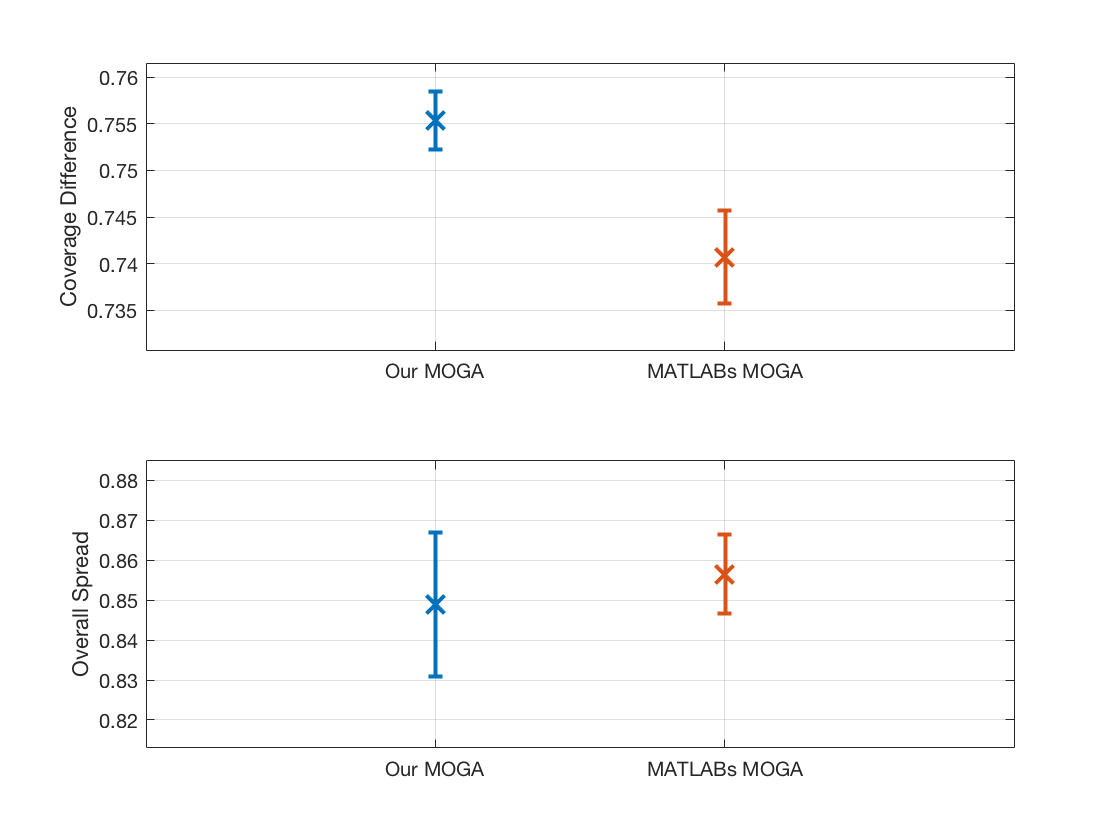 Coverage Difference
0.76
0.755
0.75
0.745
0.74
0.735
Our MOGA
MATLABs MOGA
Overall Spread
0.88
0.87
0.86
0.85
0.84
0.83
0.82
Our MOGA
MATLABs MOGA